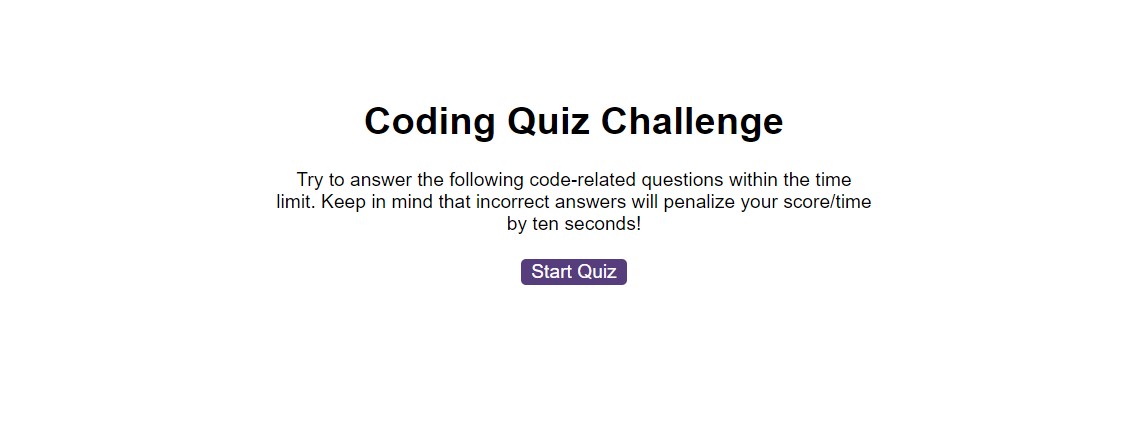 Coding Quiz Challenge
Try to answer the following code-related questions within the time
limit. Keep in mind that incorrect answers will penalize your score/time
by ten seconds!
Start Quiz